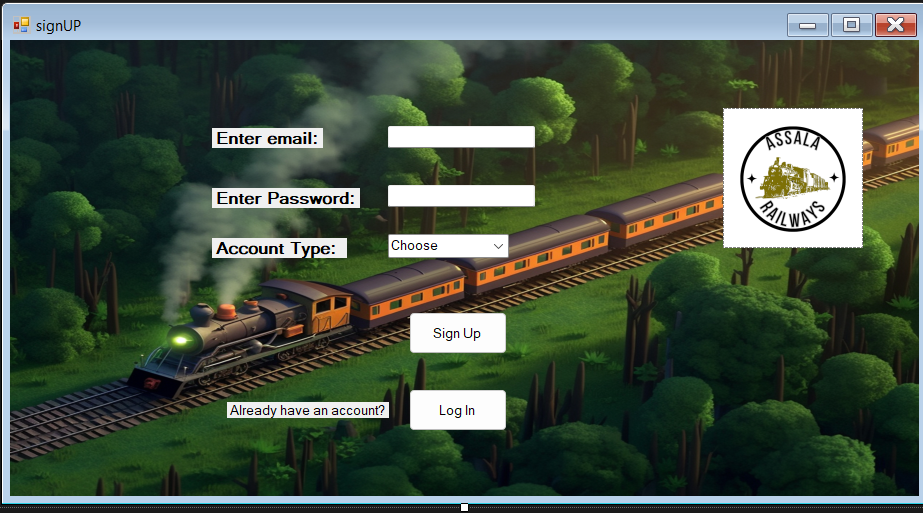 signUP
Enter email:
Enter Password:
Account Type:
Choose
ASSALA
RAILWAYS
Sign Up
Already have an account?
Log In